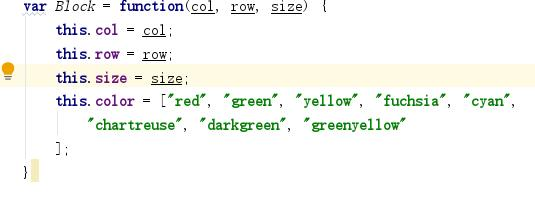 var Block = function(col, row, size) {
    this.col = col;
    this.row = row;
    this.size = size;
    this.color = ["red", "green", "yellow", "fuchsia", "cyan",
        "chartreuse", "darkgreen", "greenyellow"
    ];
}